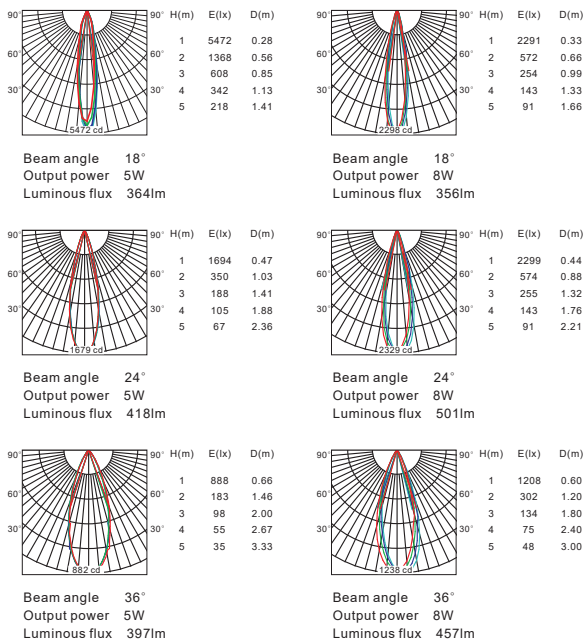 90° 90° H(m) E(lx) D(m)
1 5472 0.28
60° 60° 2 1368 0.56
3 608 0.85
30° 30° 4 342 1.13
5 218 1.41
5472 cd
Beam angle 18°
Output power 5W
Luminous flux 364lm
90° 90° H(m) E(lx) D(m)
1 2291 0.33
60° 60° 2 572 0.66
3 254 0.99
30° 30° 4 143 1.33
5 91 1.66
2298 cd
Beam angle 18°
Output power 8W
Luminous flux 356lm
90° 90° H(m) E(lx) D(m)
1 1694 0.47
2 350 1.03
60° 60° 3 188 1.41
4 105 1.88
30° 30° 5 67 2.36
1679 cd
Beam angle 24°
Output power 5W
Luminous flux 418lm
90° 90° H(m) E(lx) D(m)
1 2299 0.44
2 574 0.88
60° 60° 3 255 1.32
4 143 1.76
30° 30° 5 91 2.21
2329 cd
Beam angle 24°
Output power 8W
Luminous flux 501lm
90° 90° H(m) E(lx) D(m)
1 888 0.66
60° 60° 2 183 1.46
3 98 2.00
30° 30° 4 55 2.67
5 35 3.33
882 cd
Beam angle 36°
Output power 5W
Luminous flux 397lm
90° 90° H(m) E(lx) D(m)
1 1208 0.60
60° 60° 2 302 1.20
3 134 1.80
30° 30° 4 75 2.40
5 48 3.00
1238 cd
Beam angle 36°
Output power 8W
Luminous flux 457lm